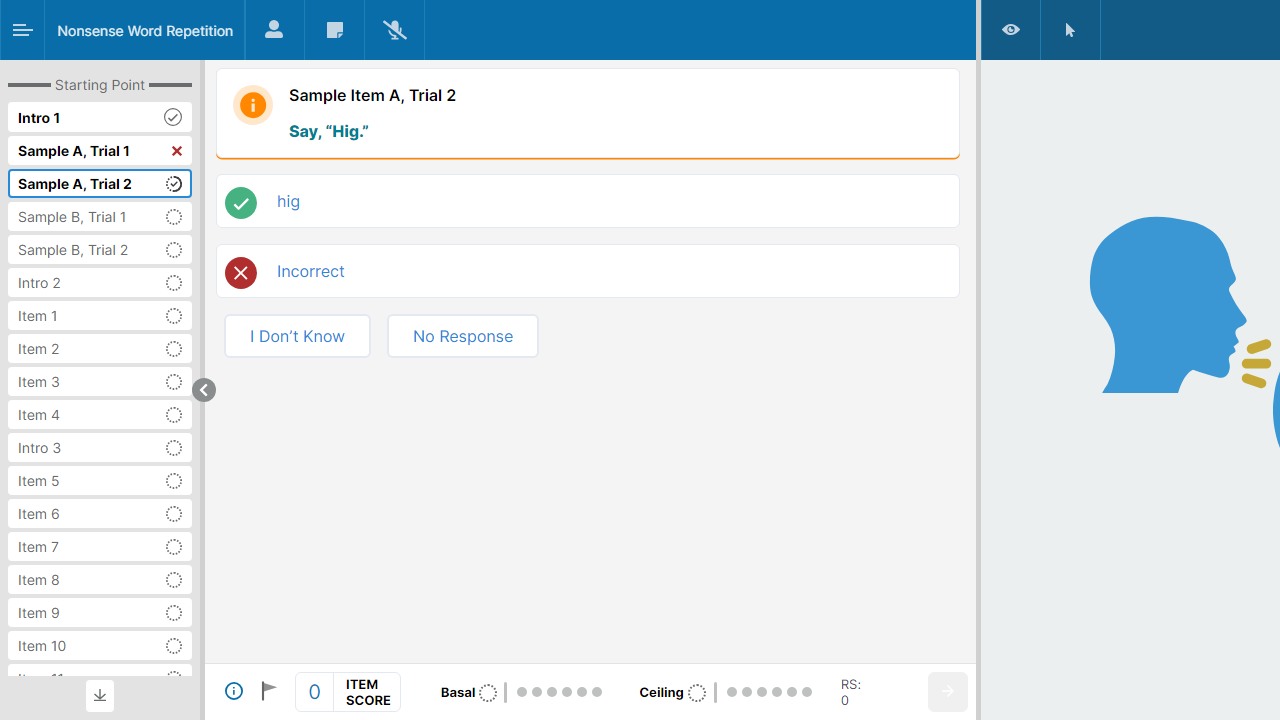 Nonsense Word Repetition
Starting Point
Intro 1
Sample A, Trial 1
Sample A, Trial 2
Sample B, Trial 1
Sample B, Trial 2
Intro 2
Item 1
Item 2
Item 3
Item 4
Intro 3
Item 5
Item 6
Item 7
Item 8
Item 9
Item 10
Sample Item A, Trial 2
Say, “Hig.”
hig
Incorrect
I Don’t Know
No Response
0
ITEM
SCORE
Basal
Ceiling
RS:
0